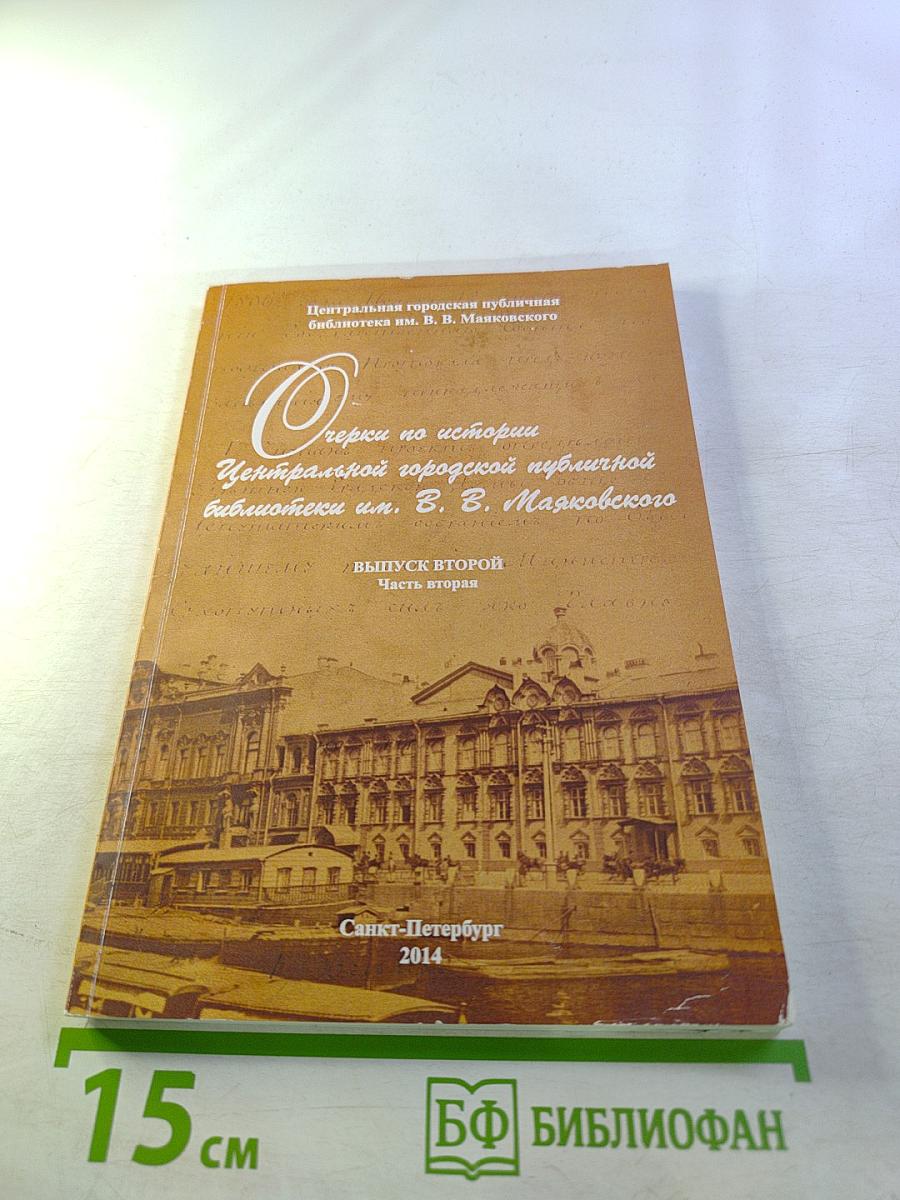 Центральная городская публичная
библиотека им. В. В. Маяковского
Очерки по истории
Центральной городской публичной
библиотеки им. В. В. Маяковского
ВЫПУСК ВТОРОЙ
Часть вторая
Санкт-Петербург
2014
15 см
БФ БИБЛИОФАН